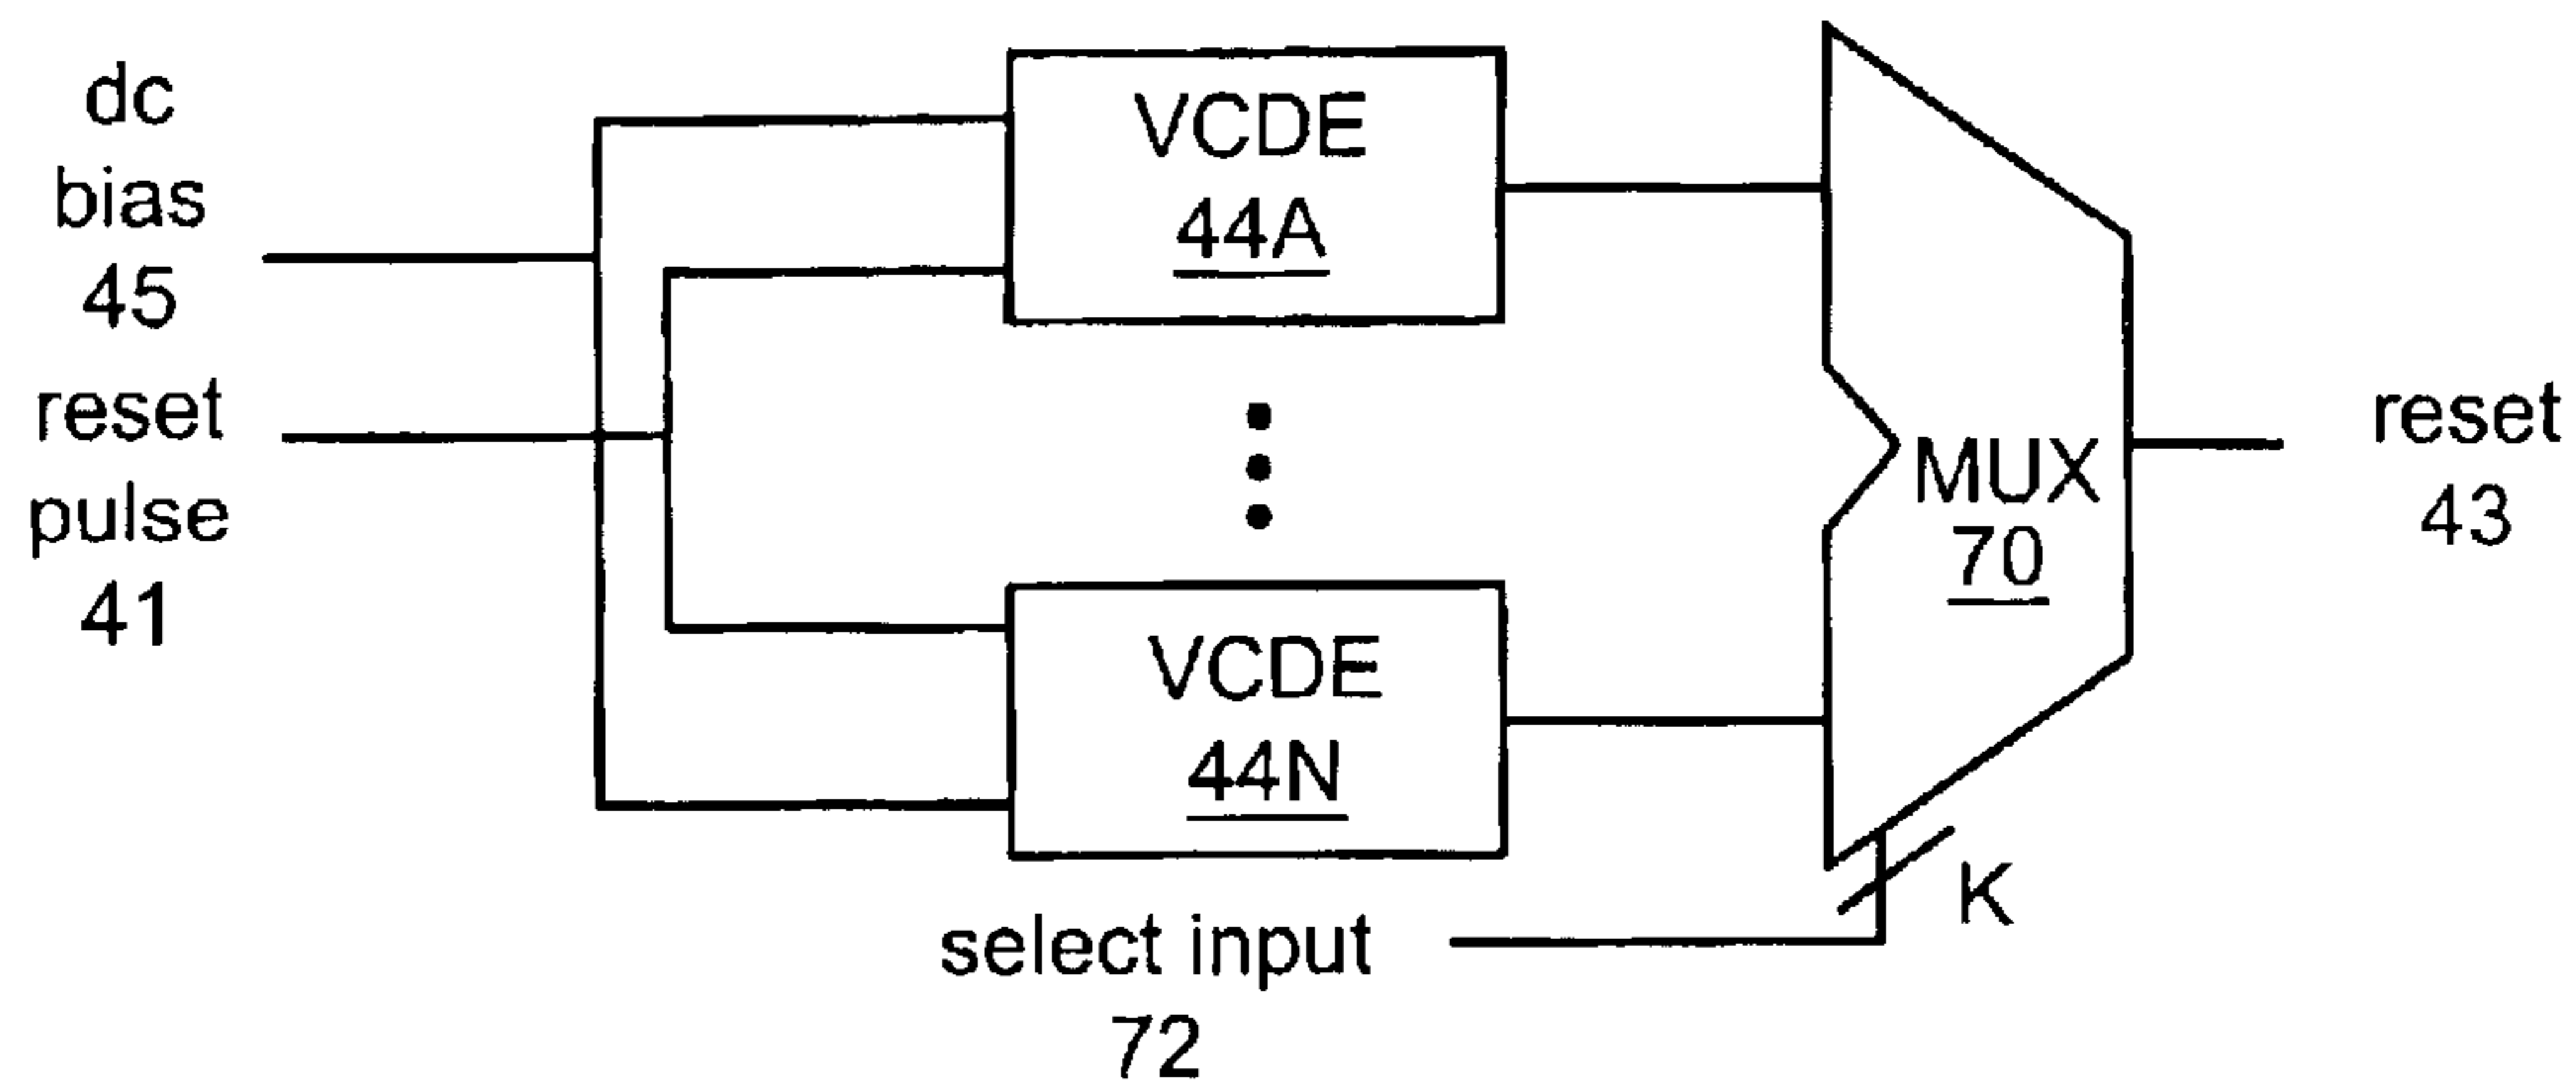 dc
bias
45
reset
pulse
41
VCDE
44A
VCDE
44N
select input
72
MUX
70
K
reset
43